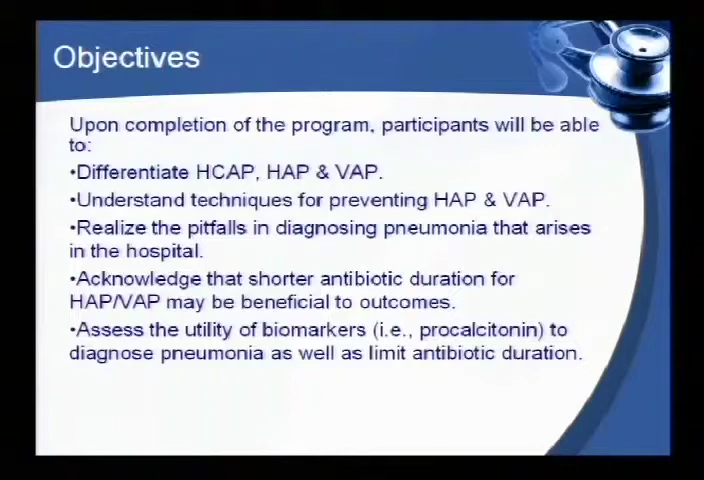 Objectives
Upon completion of the program, participants will be able
to:
•Differentiate HCAP, HAP & VAP.
•Understand techniques for preventing HAP & VAP.
•Realize the pitfalls in diagnosing pneumonia that arises
in the hospital.
•Acknowledge that shorter antibiotic duration for
HAP/VAP may be beneficial to outcomes.
•Assess the utility of biomarkers (i.e., procalcitonin) to
diagnose pneumonia as well as limit antibiotic duration.